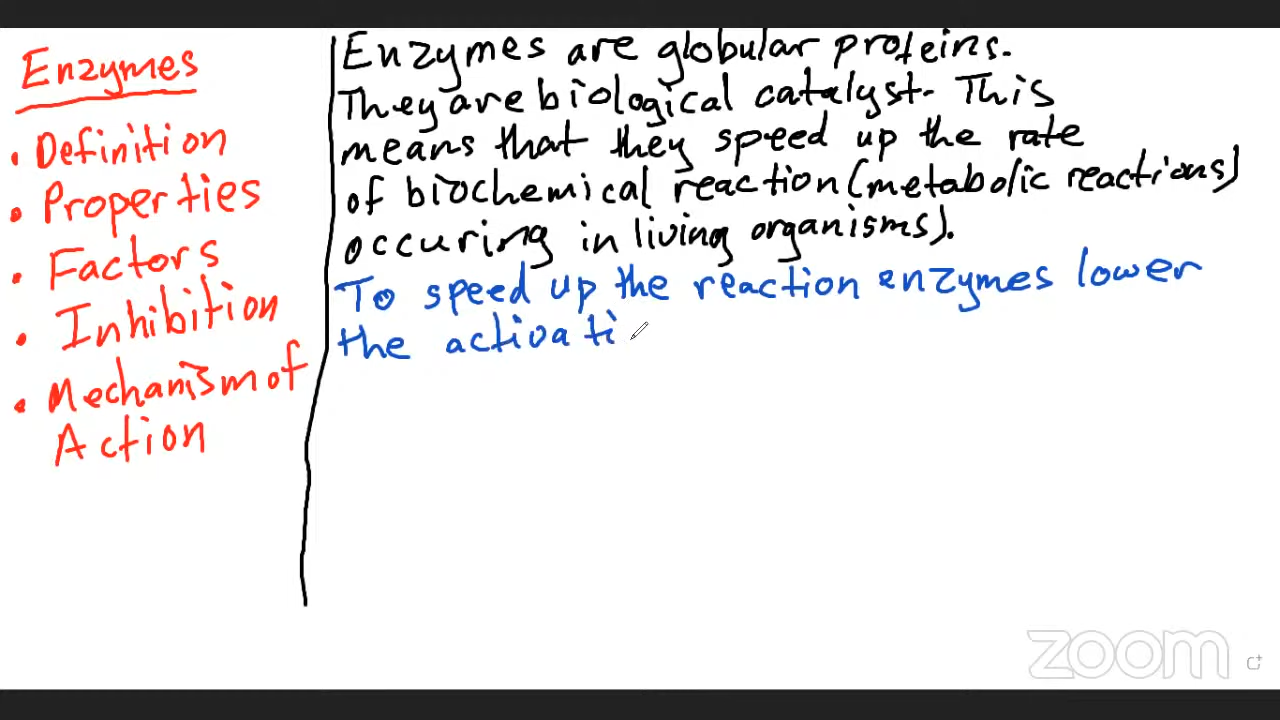 Enzymes
• Definition
• Properties
• Factors
• Inhibition
• Mechanism of
Action
Enzymes are globular proteins.
They are biological catalyst. This
means that they speed up the rate
of biochemical reaction (metabolic reactions)
occuring in living organisms).
To speed up the reaction enzymes lower
the activati
zoom